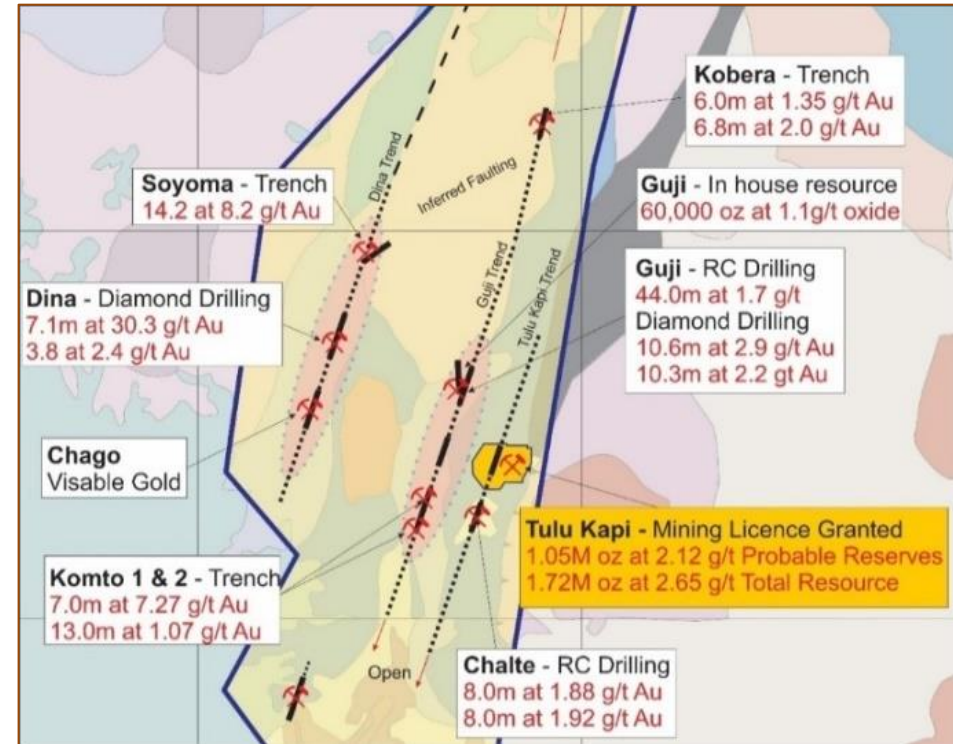 Kobera - Trench
6.0m at 1.35 g/t Au
6.8m at 2.0 g/t Au
Soyoma - Trench
14.2 at 8.2 g/t Au
Dina Trend
Inferred Faulting
Guji - In house resource
60,000 oz at 1.1g/t oxide
Guji - RC Drilling
44.0m at 1.7 g/t
Diamond Drilling
10.6m at 2.9 g/t Au
10.3m at 2.2 gt Au
Dina - Diamond Drilling
7.1m at 30.3 g/t Au
3.8 at 2.4 g/t Au
Guji Trend
Tulu Kapi Trend
Chago
Visable Gold
Tulu Kapi - Mining Licence Granted
1.05M oz at 2.12 g/t Probable Reserves
1.72M oz at 2.65 g/t Total Resource
Komto 1 & 2 - Trench
7.0m at 7.27 g/t Au
13.0m at 1.07 g/t Au
Open
Chalte - RC Drilling
8.0m at 1.88 g/t Au
8.0m at 1.92 g/t Au